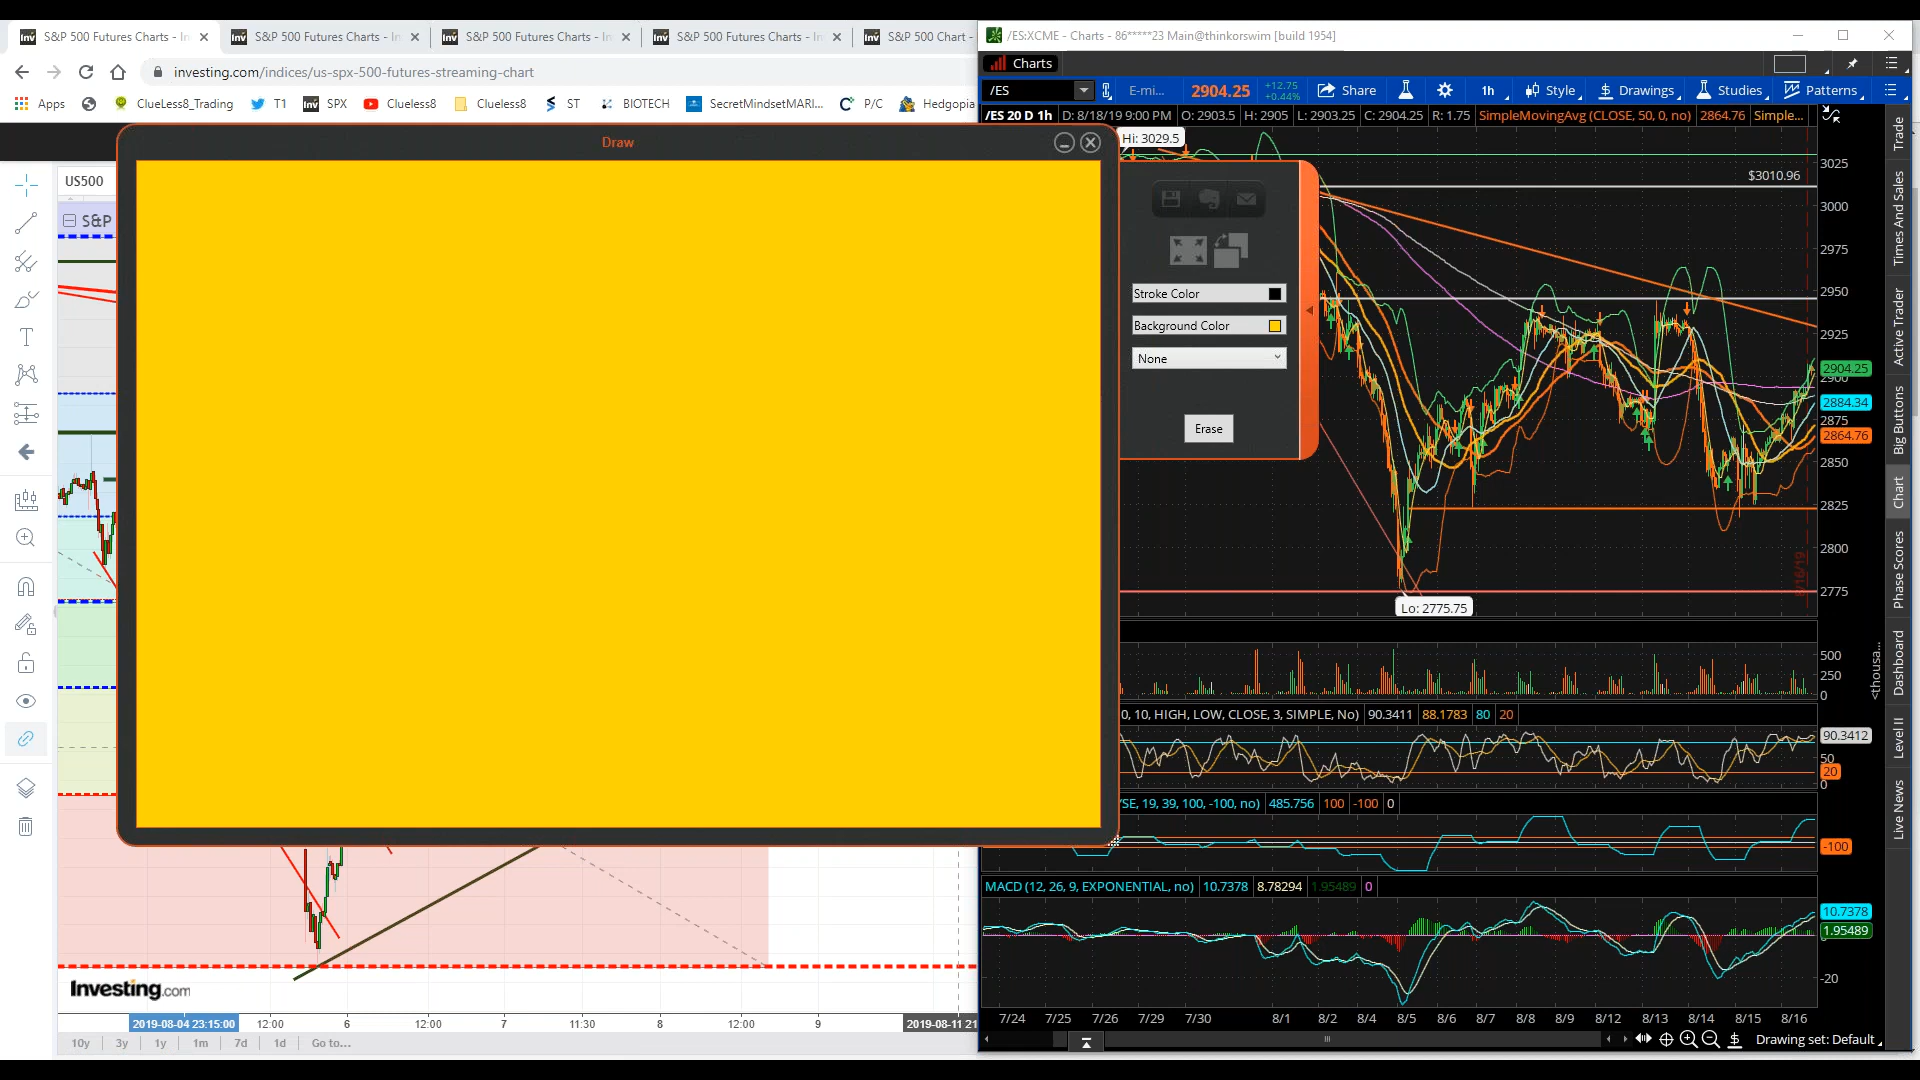 S&P 500 Futures Charts - In
S&P 500 Futures Charts - In
S&P 500 Futures Charts - In
S&P 500 Futures Charts - In
S&P 500 Chart -
/ES:XCME - Charts - 86*****23 Main@thinkorswim [build 1954]
investing.com/indices/us-spx-500-futures-streaming-chart
Charts
Apps
ClueLess8_Trading
T1
Inv
SPX
Clueless8
Clueless8
ST
BIOTECH
SecretMindsetMARI...
P/C
Hedgopia
/ES
E-mi...
2904.25
+12.75
+0.44%
Share
1h
Style
Drawings
Studies
Patterns
/ES 20 D 1h
D: 8/18/19 9:00 PM
O: 2903.5
H: 2905
L: 2903.25
C: 2904.25
R: 1.75
SimpleMovingAvg (CLOSE, 50, 0, no)
2864.76
Simple...
Draw
Hi: 3029.5
US500
S&P
$3010.96
Stroke Color
Background Color
None
Erase
3025
3000
2975
2950
2925
2904.25
2900
2884.34
2875
2864.76
2850
2825
2800
2775
Lo: 2775.75
8/16/19
500
250
0
<thousa...
0, 10, HIGH, LOW, CLOSE, 3, SIMPLE, No)
90.3411
88.1783
80
20
90.3412
50
20
0
YSE, 19, 39, 100, -100, no)
485.756
100
-100
0
-100
MACD (12, 26, 9, EXPONENTIAL, no)
10.7378
8.78294
1.95489
0
10.7378
1.95489
-20
Trade
Times And Sales
Active Trader
Big Buttons
Chart
Phase Scores
Dashboard
Level II
Live News
Investing.com
2019-08-04 23:15:00
12:00
6
12:00
7
11:30
8
12:00
9
2019-08-11 21
7/24
7/25
7/26
7/29
7/30
8/1
8/2
8/4
8/5
8/6
8/7
8/8
8/9
8/12
8/13
8/14
8/15
8/16
10y
3y
1y
1m
7d
1d
Go to...
Drawing set: Default